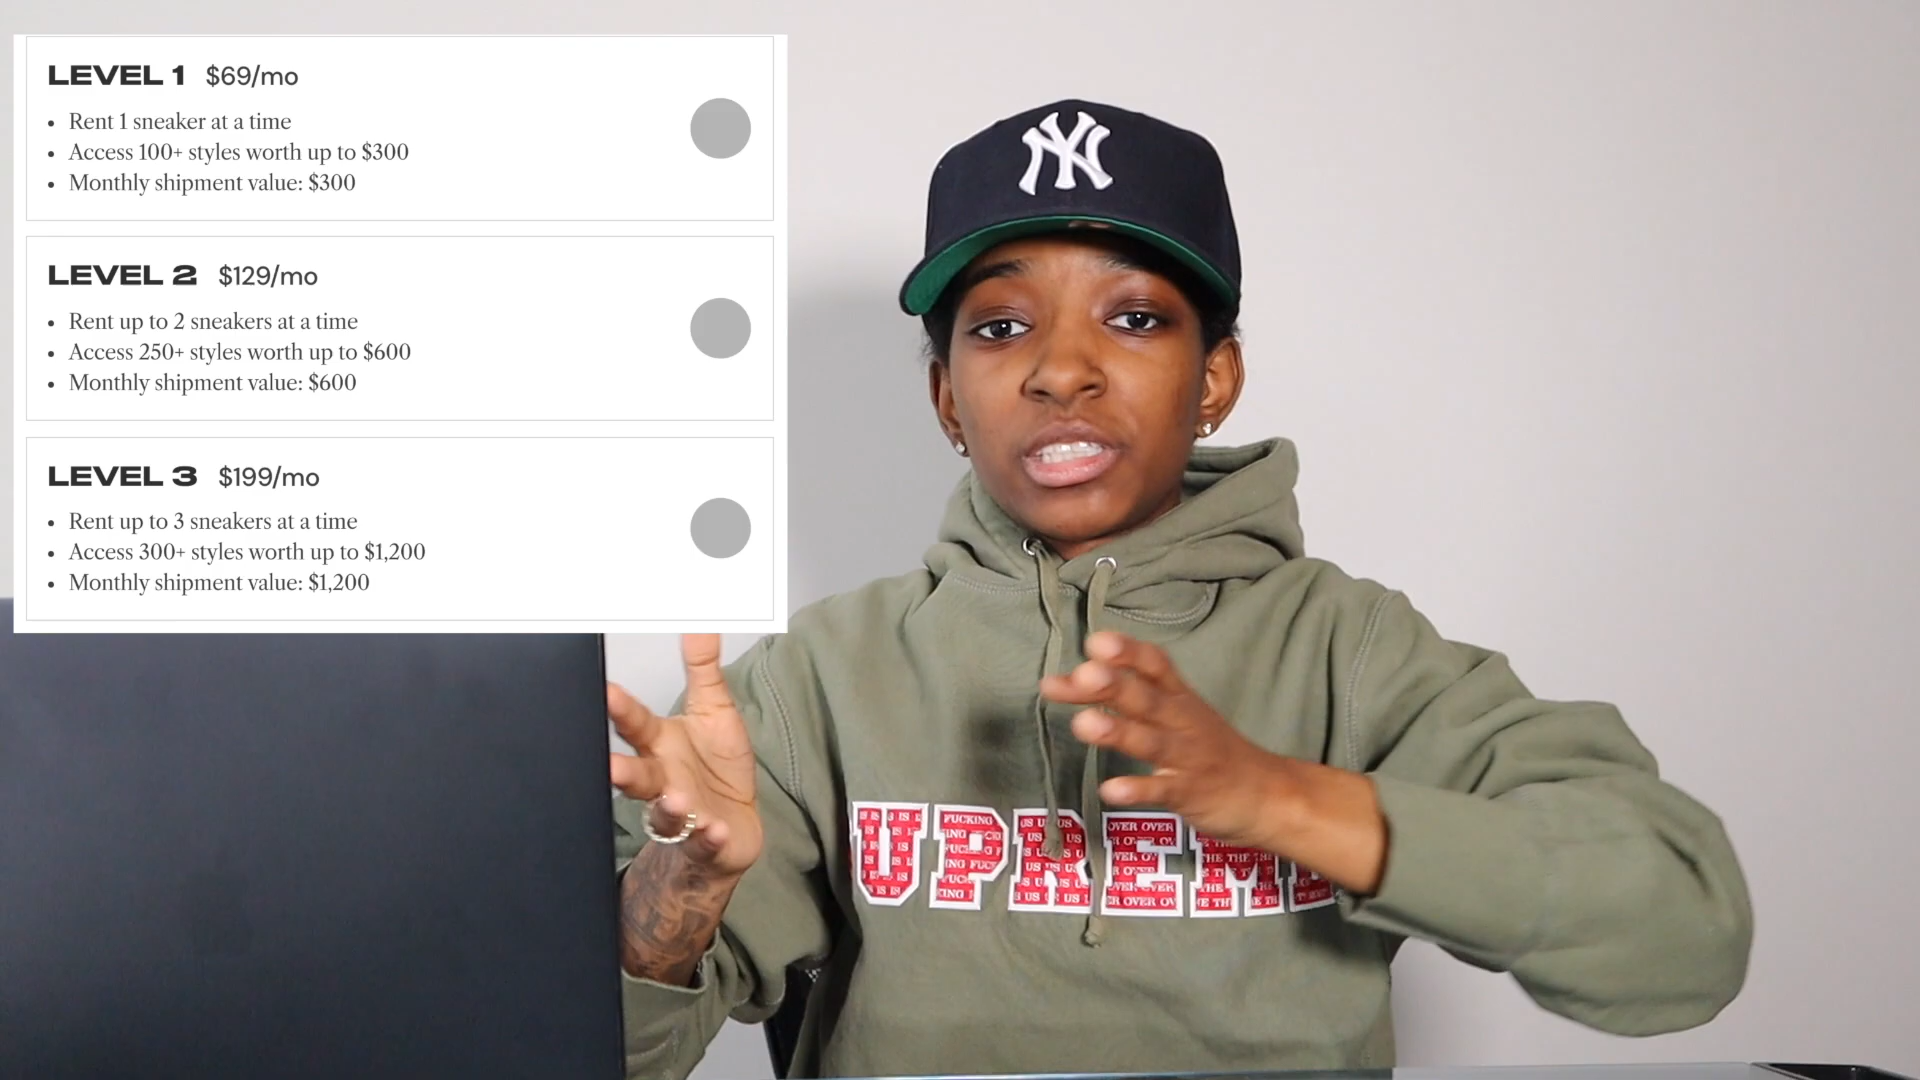 LEVEL 1 $69/mo
• Rent 1 sneaker at a time
• Access 100+ styles worth up to $300
• Monthly shipment value: $300
LEVEL 2 $129/mo
• Rent up to 2 sneakers at a time
• Access 250+ styles worth up to $600
• Monthly shipment value: $600
LEVEL 3 $199/mo
• Rent up to 3 sneakers at a time
• Access 300+ styles worth up to $1,200
• Monthly shipment value: $1,200
NY
UPREME